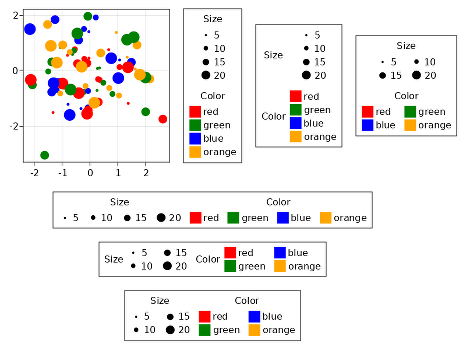 2
0
-2
-2 -1 0 1 2
Size
5
10
15
20
Color
red
green
blue
orange
Size
5
10
15
20
Color
red
green
blue
orange
Size
5 10
15 20
Color
red green
blue orange
Size Color
5 10 15 20 red green blue orange
Size 5 15 Color red blue
10 20 green orange
Size Color
5 15 red blue
10 20 green orange